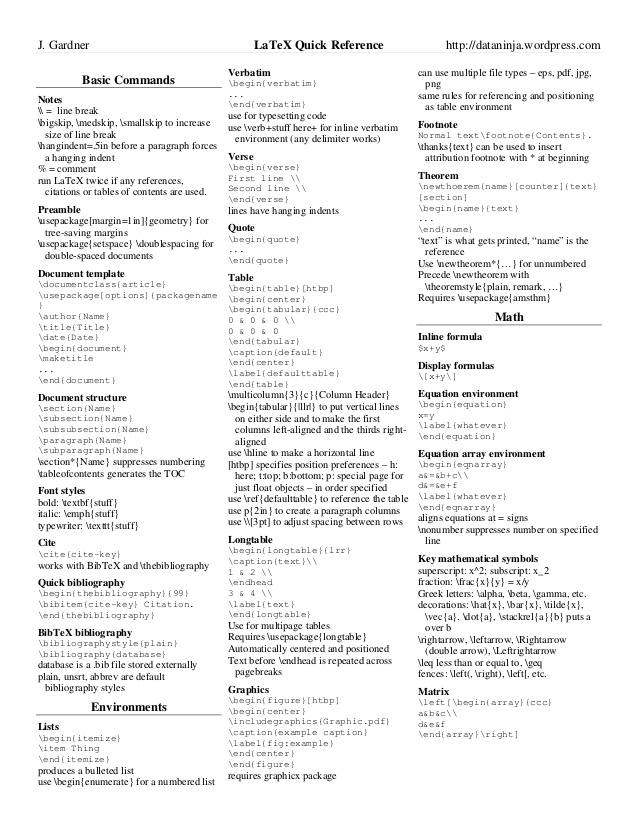 J. Gardner
LaTeX Quick Reference
http://dataninja.wordpress.com
Basic Commands
Notes
\\ = line break
\bigskip, \medskip, \smallskip to increase
size of line break
\hangindent=.5in before a paragraph forces
a hanging indent
% = comment
run LaTeX twice if any references,
citations or tables of contents are used.
Preamble
\usepackage[margin=1in]{geometry} for
tree-saving margins
\usepackage{setspace} \doublespacing for
double-spaced documents
Document template
\documentclass{article}
\usepackage[options]{packagename
}
\author{Name}
\title{Title}
\date{Date}
\begin{document}
\maketitle
...
\end{document}
Document structure
\section{Name}
\subsection{Name}
\subsubsection{Name}
\paragraph{Name}
\subparagraph{Name}
\section*{Name} suppresses numbering
\tableofcontents generates the TOC
Font styles
bold: \textbf{stuff}
italic: \emph{stuff}
typewriter: \texttt{stuff}
Cite
\cite{cite-key}
works with BibTeX and \thebibliography
Quick bibliography
\begin{thebibliography}{99}
\bibitem{cite-key} Citation.
\end{thebibliography}
BibTeX bibliography
\bibliographystyle{plain}
\bibliography{database}
database is a .bib file stored externally
plain, unsrt, abbrev are default
bibliography styles
Environments
Lists
\begin{itemize}
\item Thing
\end{itemize}
produces a bulleted list
use \begin{enumerate} for a numbered list
Verbatim
\begin{verbatim}
...
\end{verbatim}
use for typesetting code
use \verb+stuff here+ for inline verbatim
environment (any delimiter works)
Verse
\begin{verse}
First line \\
Second line \\
\end{verse}
lines have hanging indents
Quote
\begin{quote}
...
\end{quote}
Table
\begin{table}[htbp]
\begin{center}
\begin{tabular}{ccc}
0 & 0 & 0 \\
0 & 0 & 0
\end{tabular}
\caption{default}
\end{center}
\label{defaulttable}
\end{table}
\multicolumn{3}{c}{Column Header}
\begin{tabular}{|llr|} to put vertical lines
on either side and to make the first
columns left-aligned and the thirds right-
aligned
use \hline to make a horizontal line
[htbp] specifies position preferences – h:
here; t:top; b:bottom; p: special page for
just float objects – in order specified
use \ref{defaulttable} to reference the table
use p{2in} to create a paragraph columns
use \\[3pt] to adjust spacing between rows
Longtable
\begin{longtable}{lrr}
\caption{text}\\
1 & 2 \\
\endhead
3 & 4 \\
\label{text}
\end{longtable}
Use for multipage tables
Requires \usepackage{longtable}
Automatically centered and positioned
Text before \endhead is repeated across
pagebreaks
Graphics
\begin{figure}[htbp]
\begin{center}
\includegraphics{Graphic.pdf}
\caption{example caption}
\label{fig:example}
\end{center}
\end{figure}
requires graphicx package
can use multiple file types – eps, pdf, jpg,
png
same rules for referencing and positioning
as table environment
Footnote
Normal text\footnote{Contents}.
\thanks{text} can be used to insert
attribution footnote with * at beginning
Theorem
\newthoerem{name}[counter]{text}
[section]
\begin{name}{text}
...
\end{name}
“text” is what gets printed, “name” is the
reference
Use \newtheorem*{…} for unnumbered
Precede \newtheorem with
\theoremstyle{plain, remark, …}
Requires \usepackage{amsthm}
Math
Inline formula
$x+y$
Display formulas
\[x+y\]
Equation environment
\begin{equation}
x=y
\label{whatever}
\end{equation}
Equation array environment
\begin{eqnarray}
a&=&b+c\\
d&=&e+f
\label{whatever}
\end{eqnarray}
aligns equations at = signs
\nonumber suppresses number on specified
line
Key mathematical symbols
superscript: x^2; subscript: x_2
fraction: \frac{x}{y} = x/y
Greek letters: \alpha, \beta, \gamma, etc.
decorations: \hat{x}, \bar{x}, \tilde{x},
\vec{a}. \dot{a}, \stackrel{a}{b} puts a
over b
\rightarrow, \leftarrow, \Rightarrow
(double arrow), \Leftrightarrow
\leq less than or equal to, \geq
fences: \left(, \right), \left[, etc.
Matrix
\left[\begin{array}{ccc}
a&b&c\\
d&e&f
\end{array}\right]